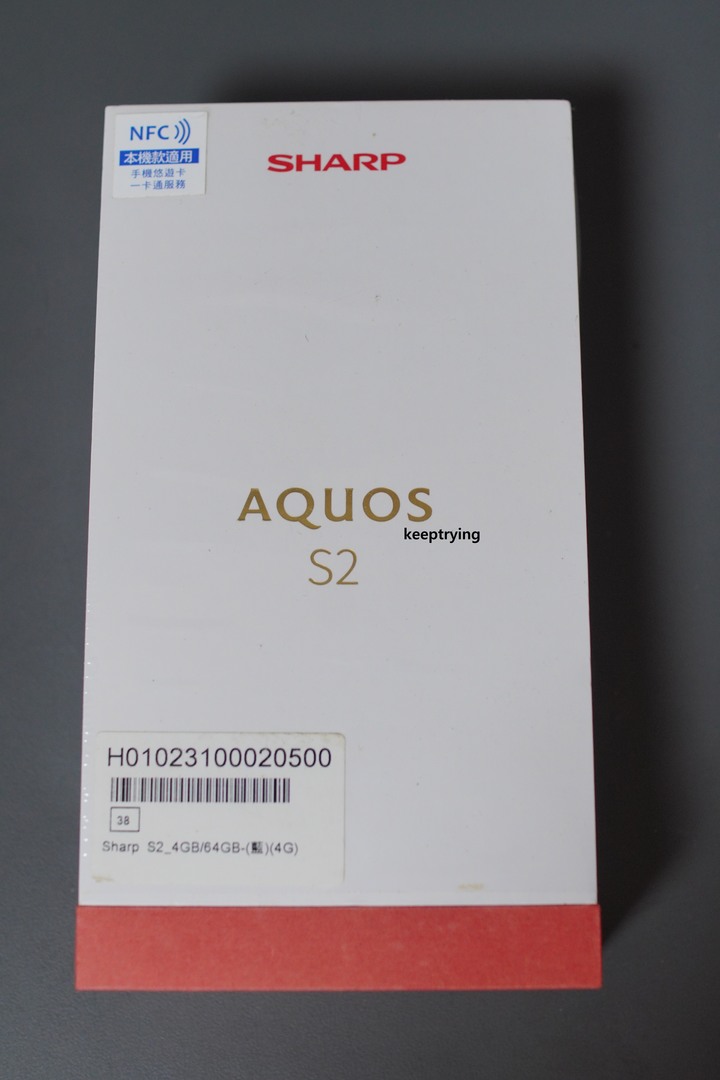 NFC
本機款適用
手機悠遊卡
一卡通服務
SHARP
AQUOS
keeptrying
S2
H01023100020500
38
Sharp S2_4GB/64GB-(藍)(4G)